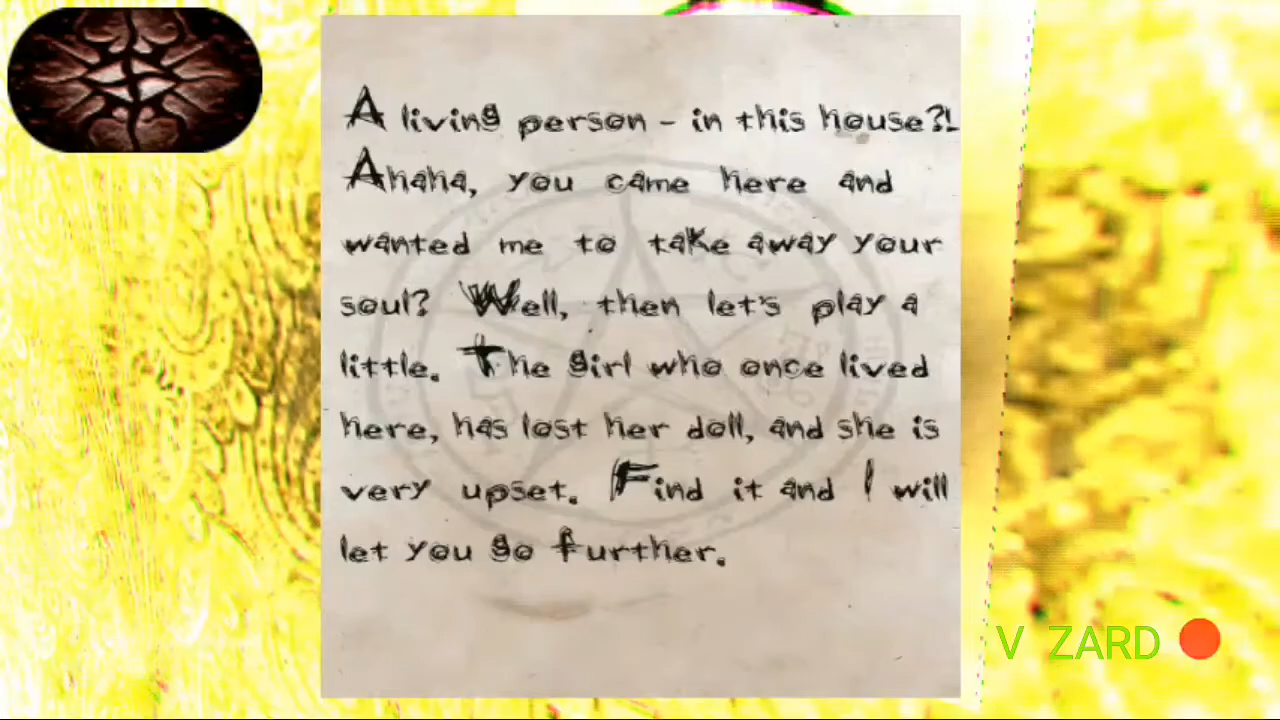 A living person - in this house?!
Ahaha, you came here and
wanted me to take away your
soul? Well, then let's play a
little. The girl who once lived
here, has lost her doll, and she is
very upset. Find it and I will
let you go further.
V ZARD